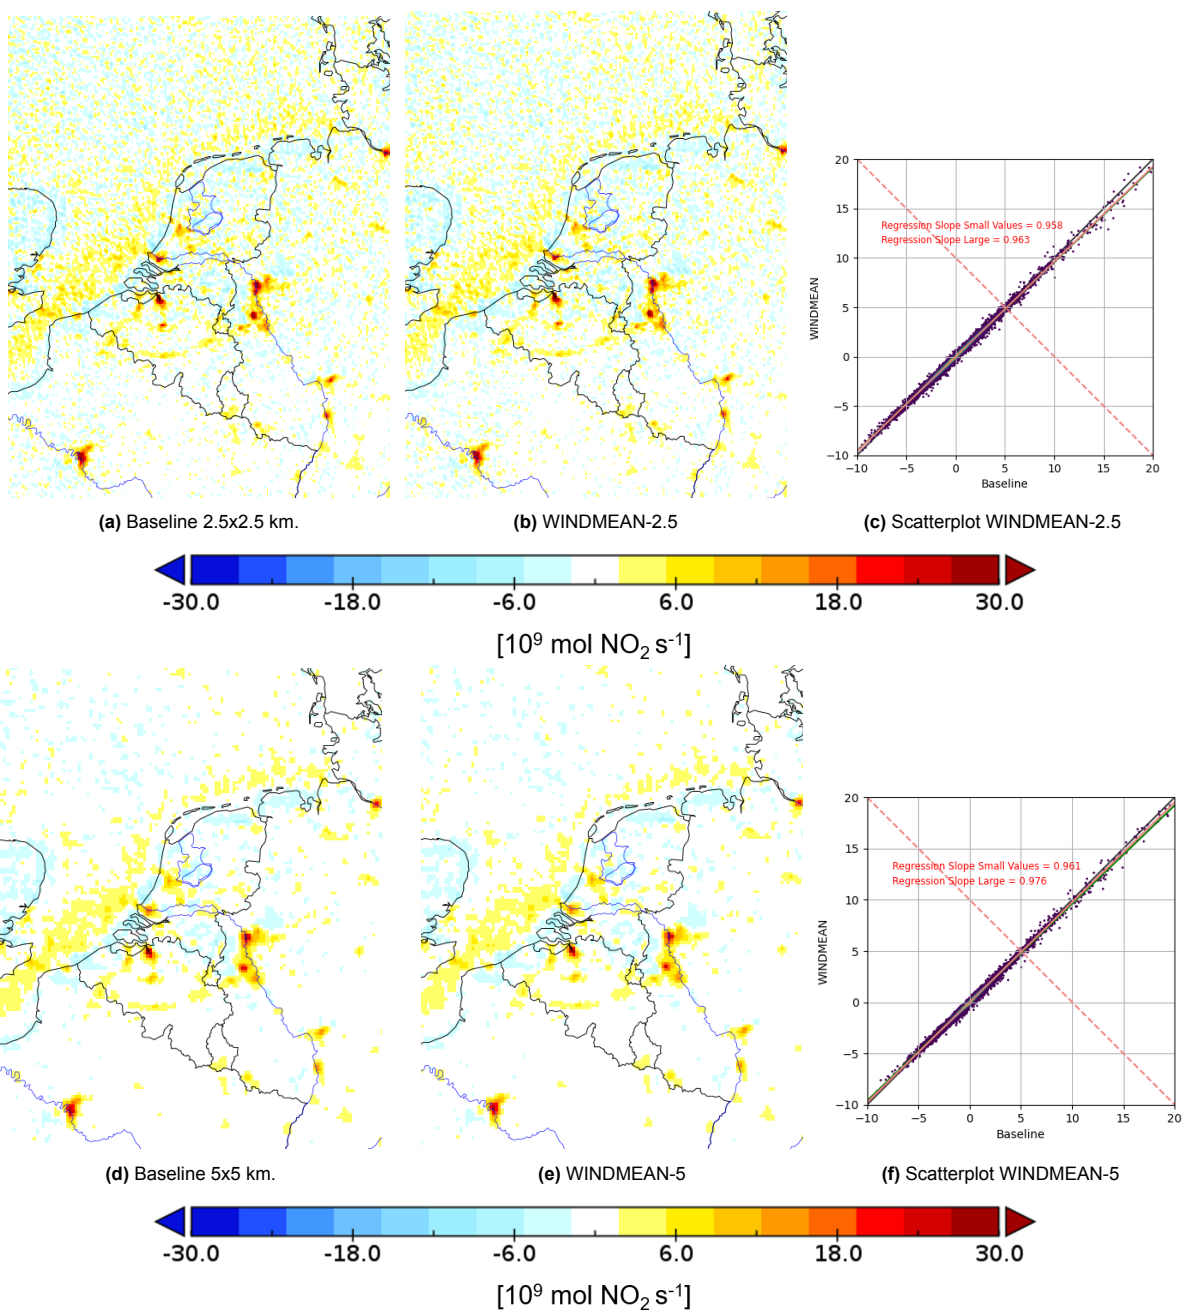 20
15
10
5
0
−5
−10
−10
−5
0
5
10
15
20
WINDMEAN
Baseline
Regression Slope Small Values = 0.958
Regression Slope Large = 0.963
(a) Baseline 2.5x2.5 km.
(b) WINDMEAN-2.5
(c) Scatterplot WINDMEAN-2.5
-30.0 -18.0 -6.0 6.0 18.0 30.0
[10⁹ mol NO₂ s⁻¹]
20
15
10
5
0
−5
−10
−10
−5
0
5
10
15
20
WINDMEAN
Baseline
Regression Slope Small Values = 0.961
Regression Slope Large = 0.976
(d) Baseline 5x5 km.
(e) WINDMEAN-5
(f) Scatterplot WINDMEAN-5
-30.0 -18.0 -6.0 6.0 18.0 30.0
[10⁹ mol NO₂ s⁻¹]